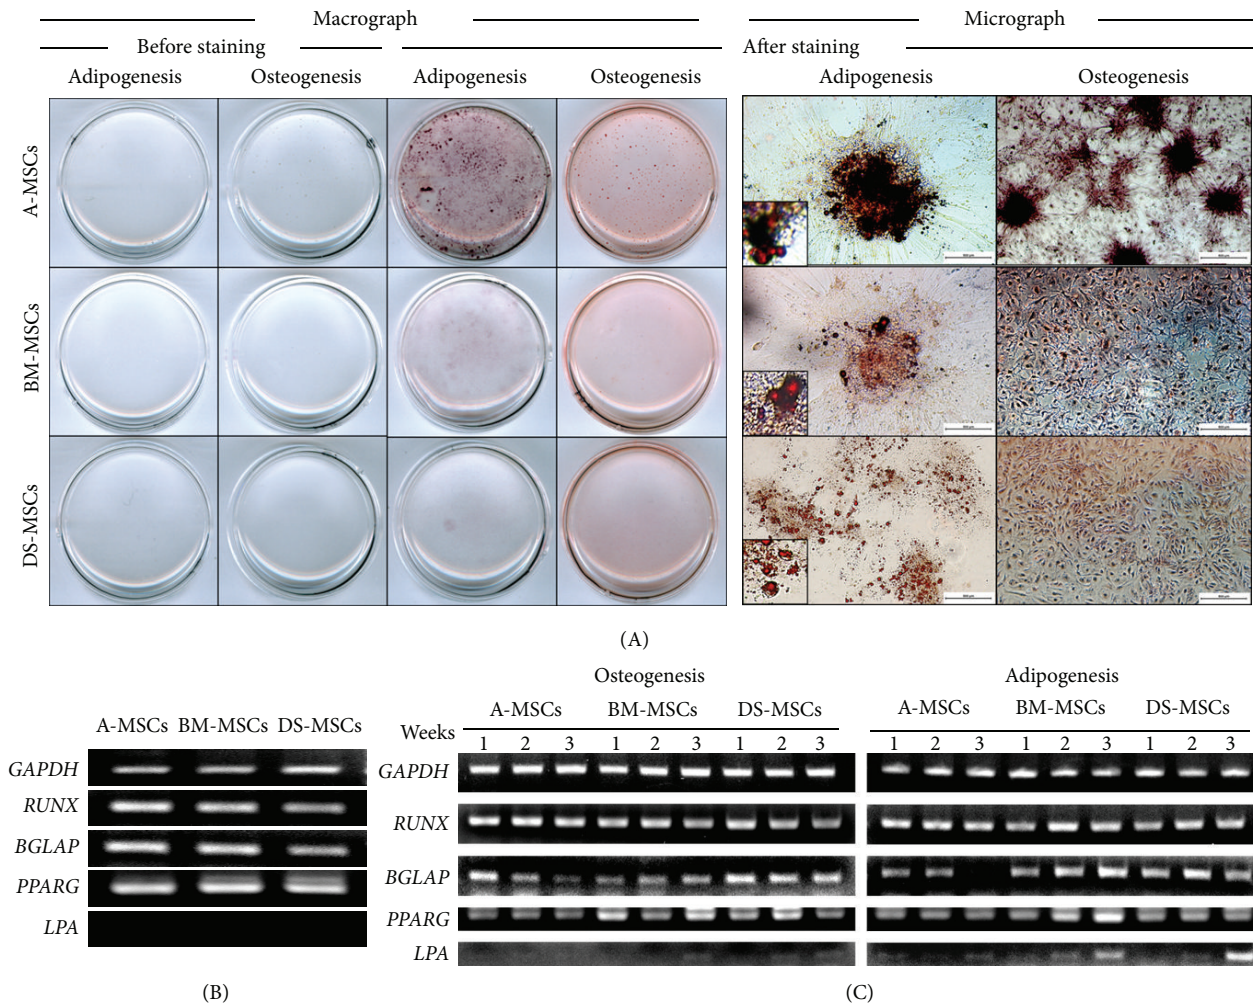 Macrograph Micrograph
Before staining After staining
Adipogenesis Osteogenesis Adipogenesis Osteogenesis Adipogenesis Osteogenesis
A-MSCs
BM-MSCs
DS-MSCs
(A)
Osteogenesis Adipogenesis
A-MSCs BM-MSCs DS-MSCs
A-MSCs BM-MSCs DS-MSCs A-MSCs BM-MSCs DS-MSCs
Weeks 1 2 3 1 2 3 1 2 3 1 2 3 1 2 3 1 2 3
GAPDH GAPDH
RUNX RUNX
BGLAP BGLAP
PPARG PPARG
LPA LPA
(B) (C)